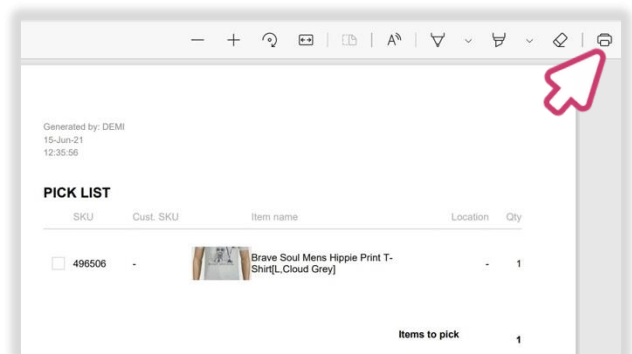 Generated by: DEMI
15-Jun-21
12:35:56
PICK LIST
SKU Cust. SKU Item name Location Qty
496506 - Brave Soul Mens Hippie Print T-
Shirt[L,Cloud Grey] - 1
Items to pick 1